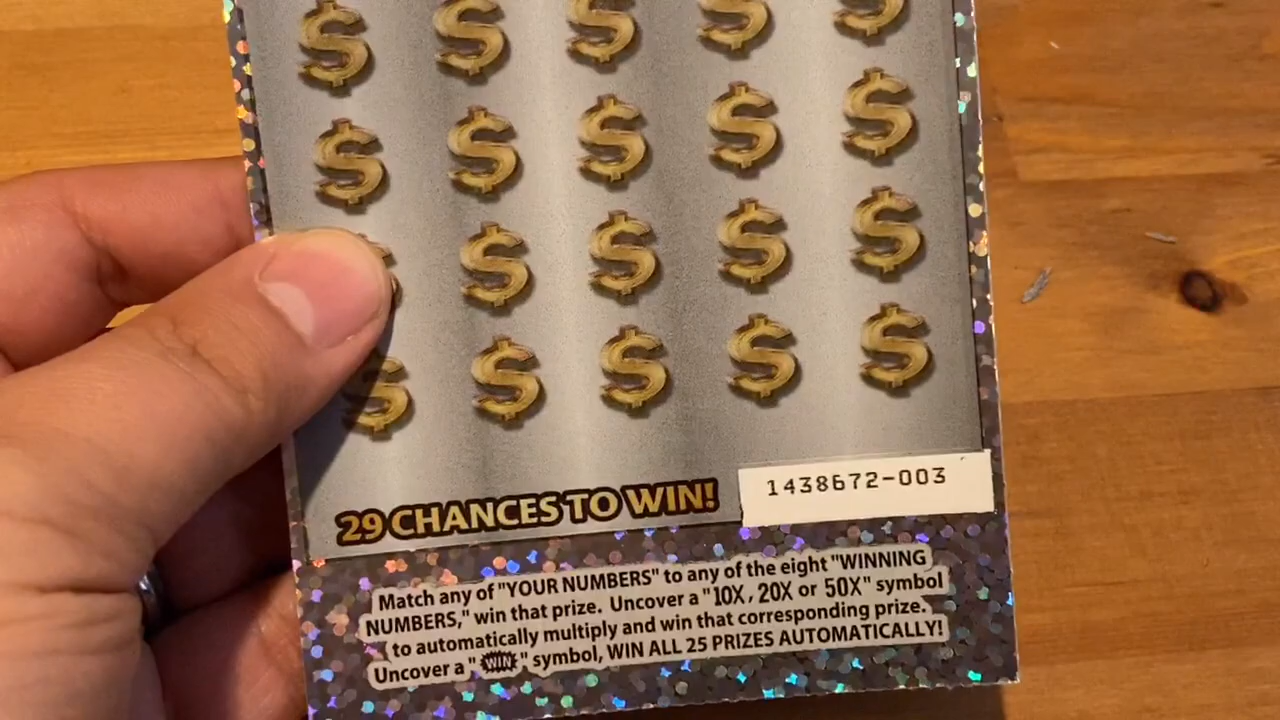 29 CHANCES TO WIN!
1438672-003
Match any of "YOUR NUMBERS" to any of the eight "WINNING
NUMBERS," win that prize. Uncover a "10X, 20X or 50X" symbol
to automatically multiply and win that corresponding prize.
Uncover a "WIN" symbol, WIN ALL 25 PRIZES AUTOMATICALLY!